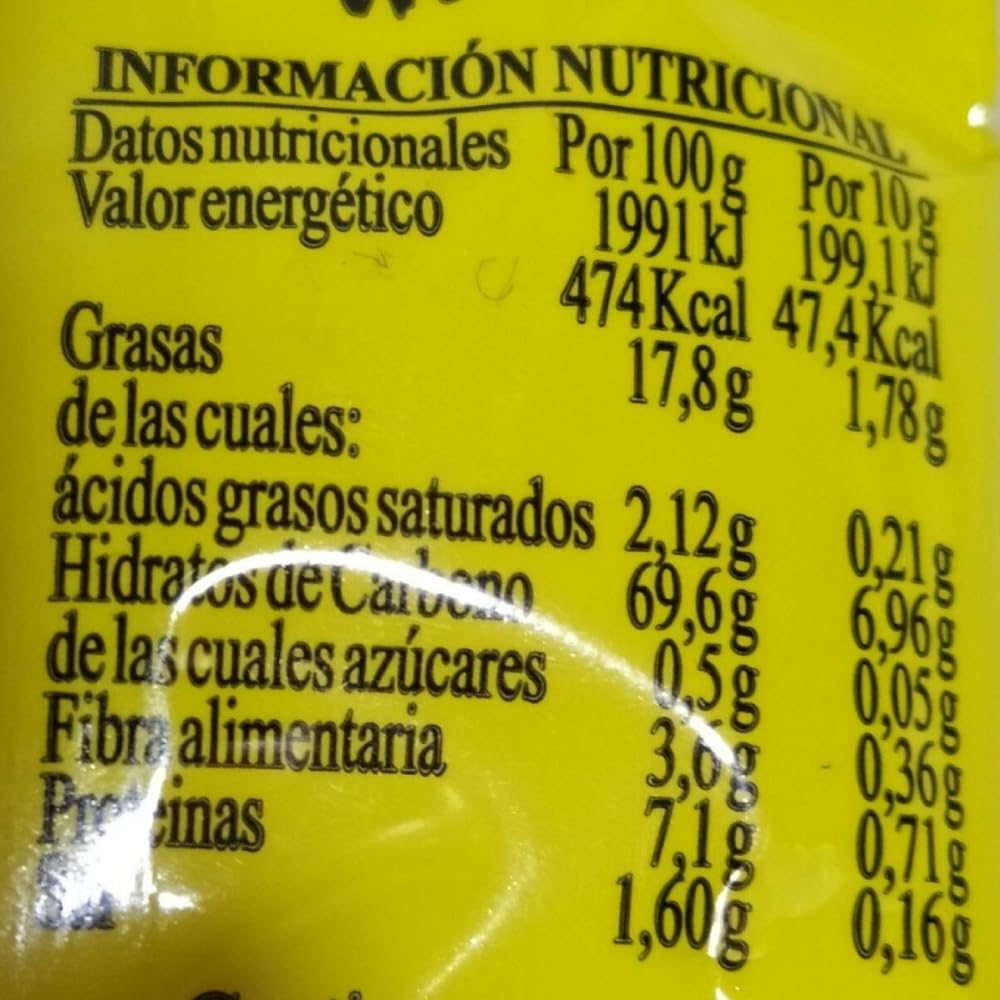 INFORMACIÓN NUTRICIONAL
Datos nutricionales Por 100 g Por 10 g
Valor energético 1991 kJ 199,1 kJ
474 Kcal 47,4 Kcal
Grasas 17,8 g 1,78 g
de las cuales:
ácidos grasos saturados 2,12 g 0,21 g
Hidratos de Carbono 69,6 g 6,96 g
de las cuales azúcares 0,5 g 0,05 g
Fibra alimentaria 3,6 g 0,36 g
Proteinas 7,1 g 0,71 g
Sal 1,60 g 0,16 g